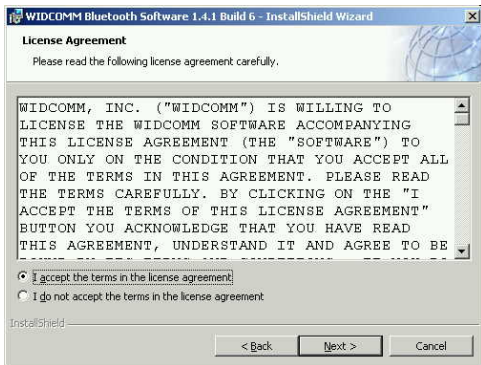 WIDCOMM Bluetooth Software 1.4.1 Build 6 - InstallShield Wizard
License Agreement
Please read the following license agreement carefully.
WIDCOMM, INC. ("WIDCOMM") IS WILLING TO
LICENSE THE WIDCOMM SOFTWARE ACCOMPANYING
THIS LICENSE AGREEMENT (THE "SOFTWARE") TO
YOU ONLY ON THE CONDITION THAT YOU ACCEPT ALL
OF THE TERMS IN THIS AGREEMENT. PLEASE READ
THE TERMS CAREFULLY. BY CLICKING ON THE "I
ACCEPT THE TERMS OF THIS LICENSE AGREEMENT"
BUTTON YOU ACKNOWLEDGE THAT YOU HAVE READ
THIS AGREEMENT, UNDERSTAND IT AND AGREE TO BE
I accept the terms in the license agreement
I do not accept the terms in the license agreement
InstallShield
< Back
Next >
Cancel